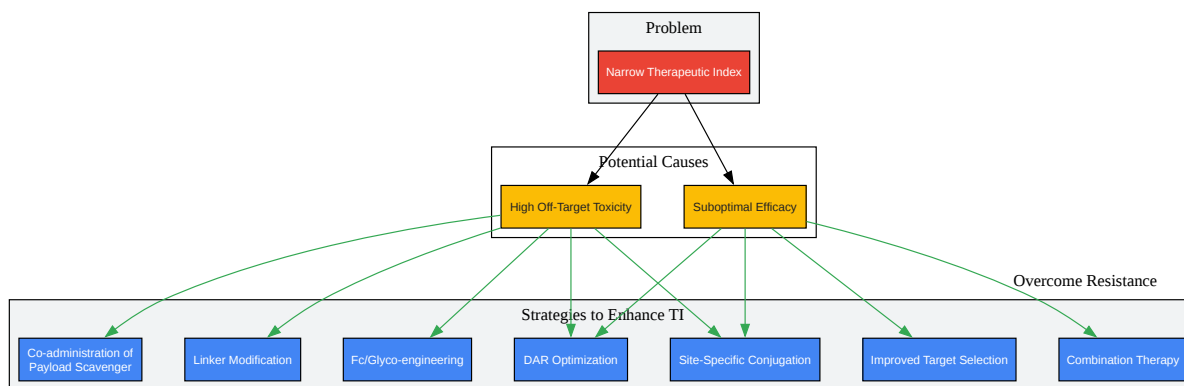 Problem
Narrow Therapeutic Index
Potential Causes
High Off-Target Toxicity
Suboptimal Efficacy
Overcome Resistance
Strategies to Enhance TI
Co-administration of
Payload Scavenger
Linker Modification
Fc/Glyco-engineering
DAR Optimization
Site-Specific Conjugation
Improved Target Selection
Combination Therapy